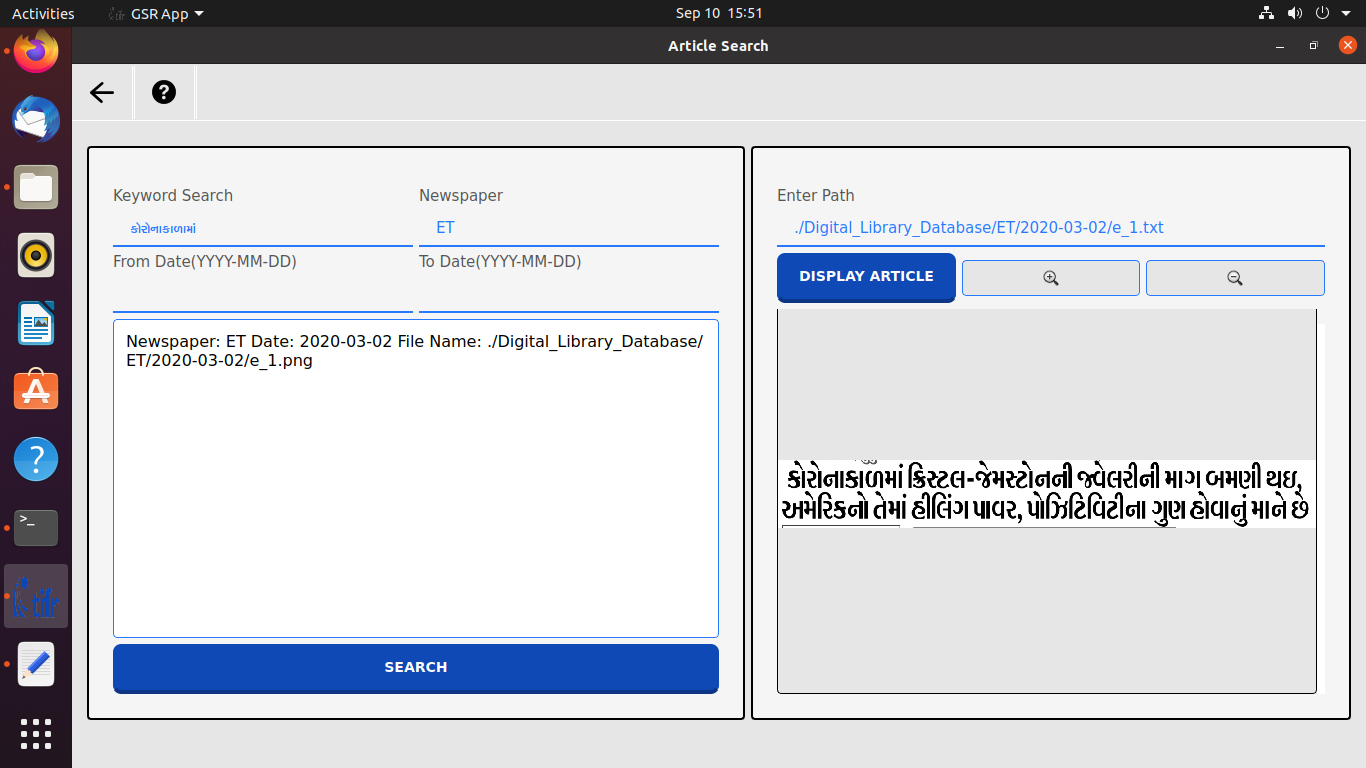 Activities
GSR App
Sep 10 15:51
Article Search
Keyword Search
Newspaper
કોરોનાકાળમાં
ET
From Date(YYYY-MM-DD)
To Date(YYYY-MM-DD)
Newspaper: ET Date: 2020-03-02 File Name: ./Digital_Library_Database/
ET/2020-03-02/e_1.png
SEARCH
Enter Path
./Digital_Library_Database/ET/2020-03-02/e_1.txt
DISPLAY ARTICLE
કોરોનાકાળમાં ક્રિસ્ટલ-જેમસ્ટોનની જ્વેલરીની માગ બમણી થઇ,
અમેરિકનો તેમાં હીલિંગ પાવર, પોઝિટિવિટીના ગુણ હોવાનું માને છે